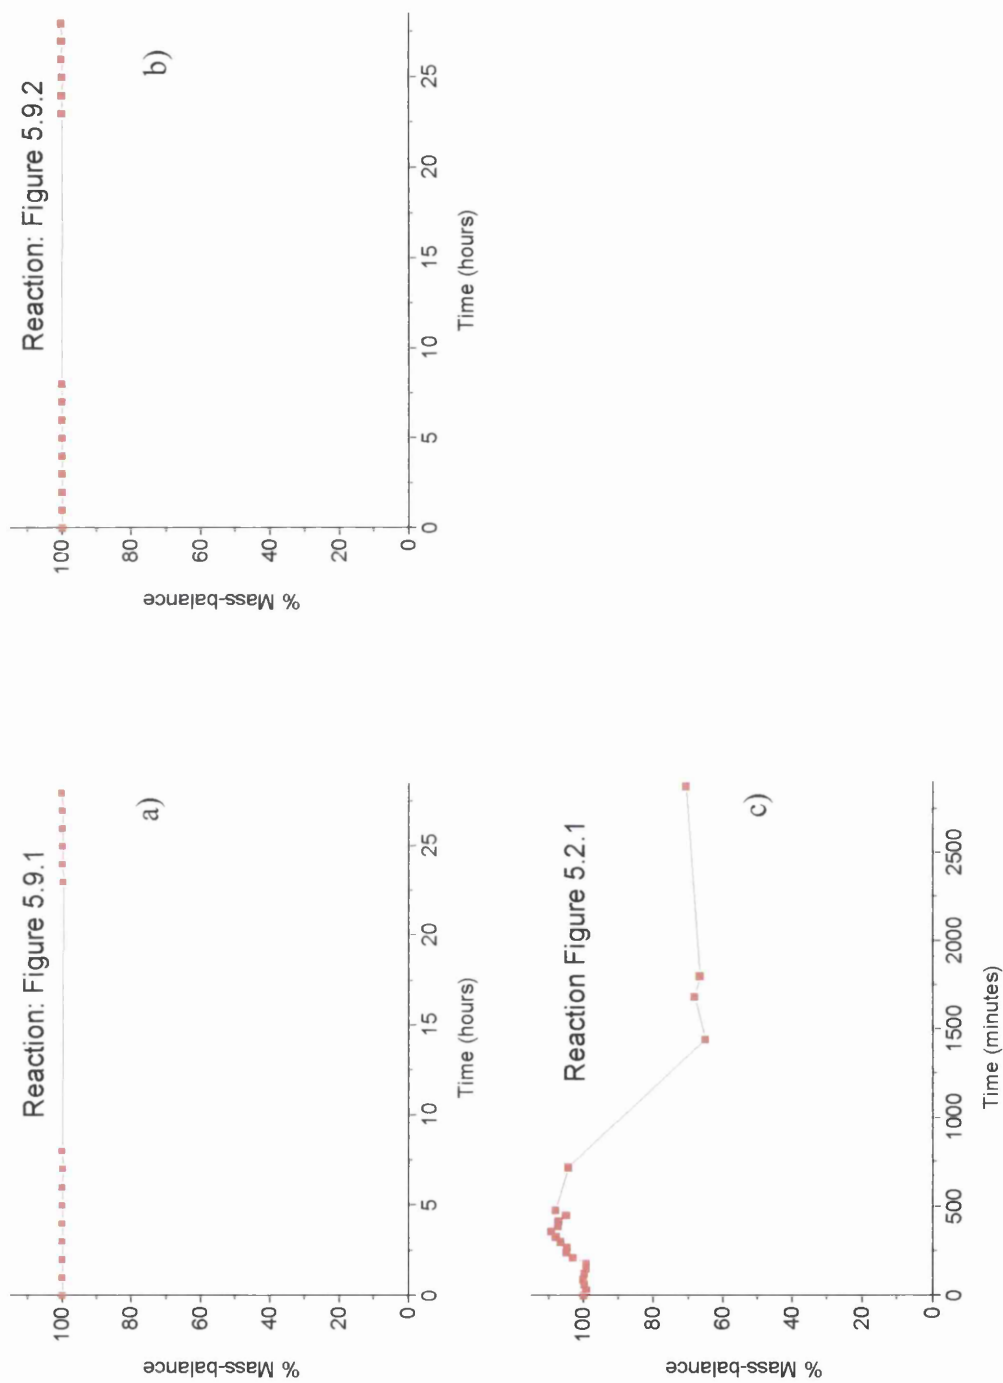 Reaction: Figure 5.9.1
% Mass-balance
100
80
60
40
20
0
a)
0 5 10 15 20 25
Time (hours)
Reaction: Figure 5.9.2
% Mass-balance
100
80
60
40
20
0
b)
0 5 10 15 20 25
Time (hours)
Reaction Figure 5.2.1
% Mass-balance
100
80
60
40
20
0
c)
0 500 1000 1500 2000 2500
Time (minutes)